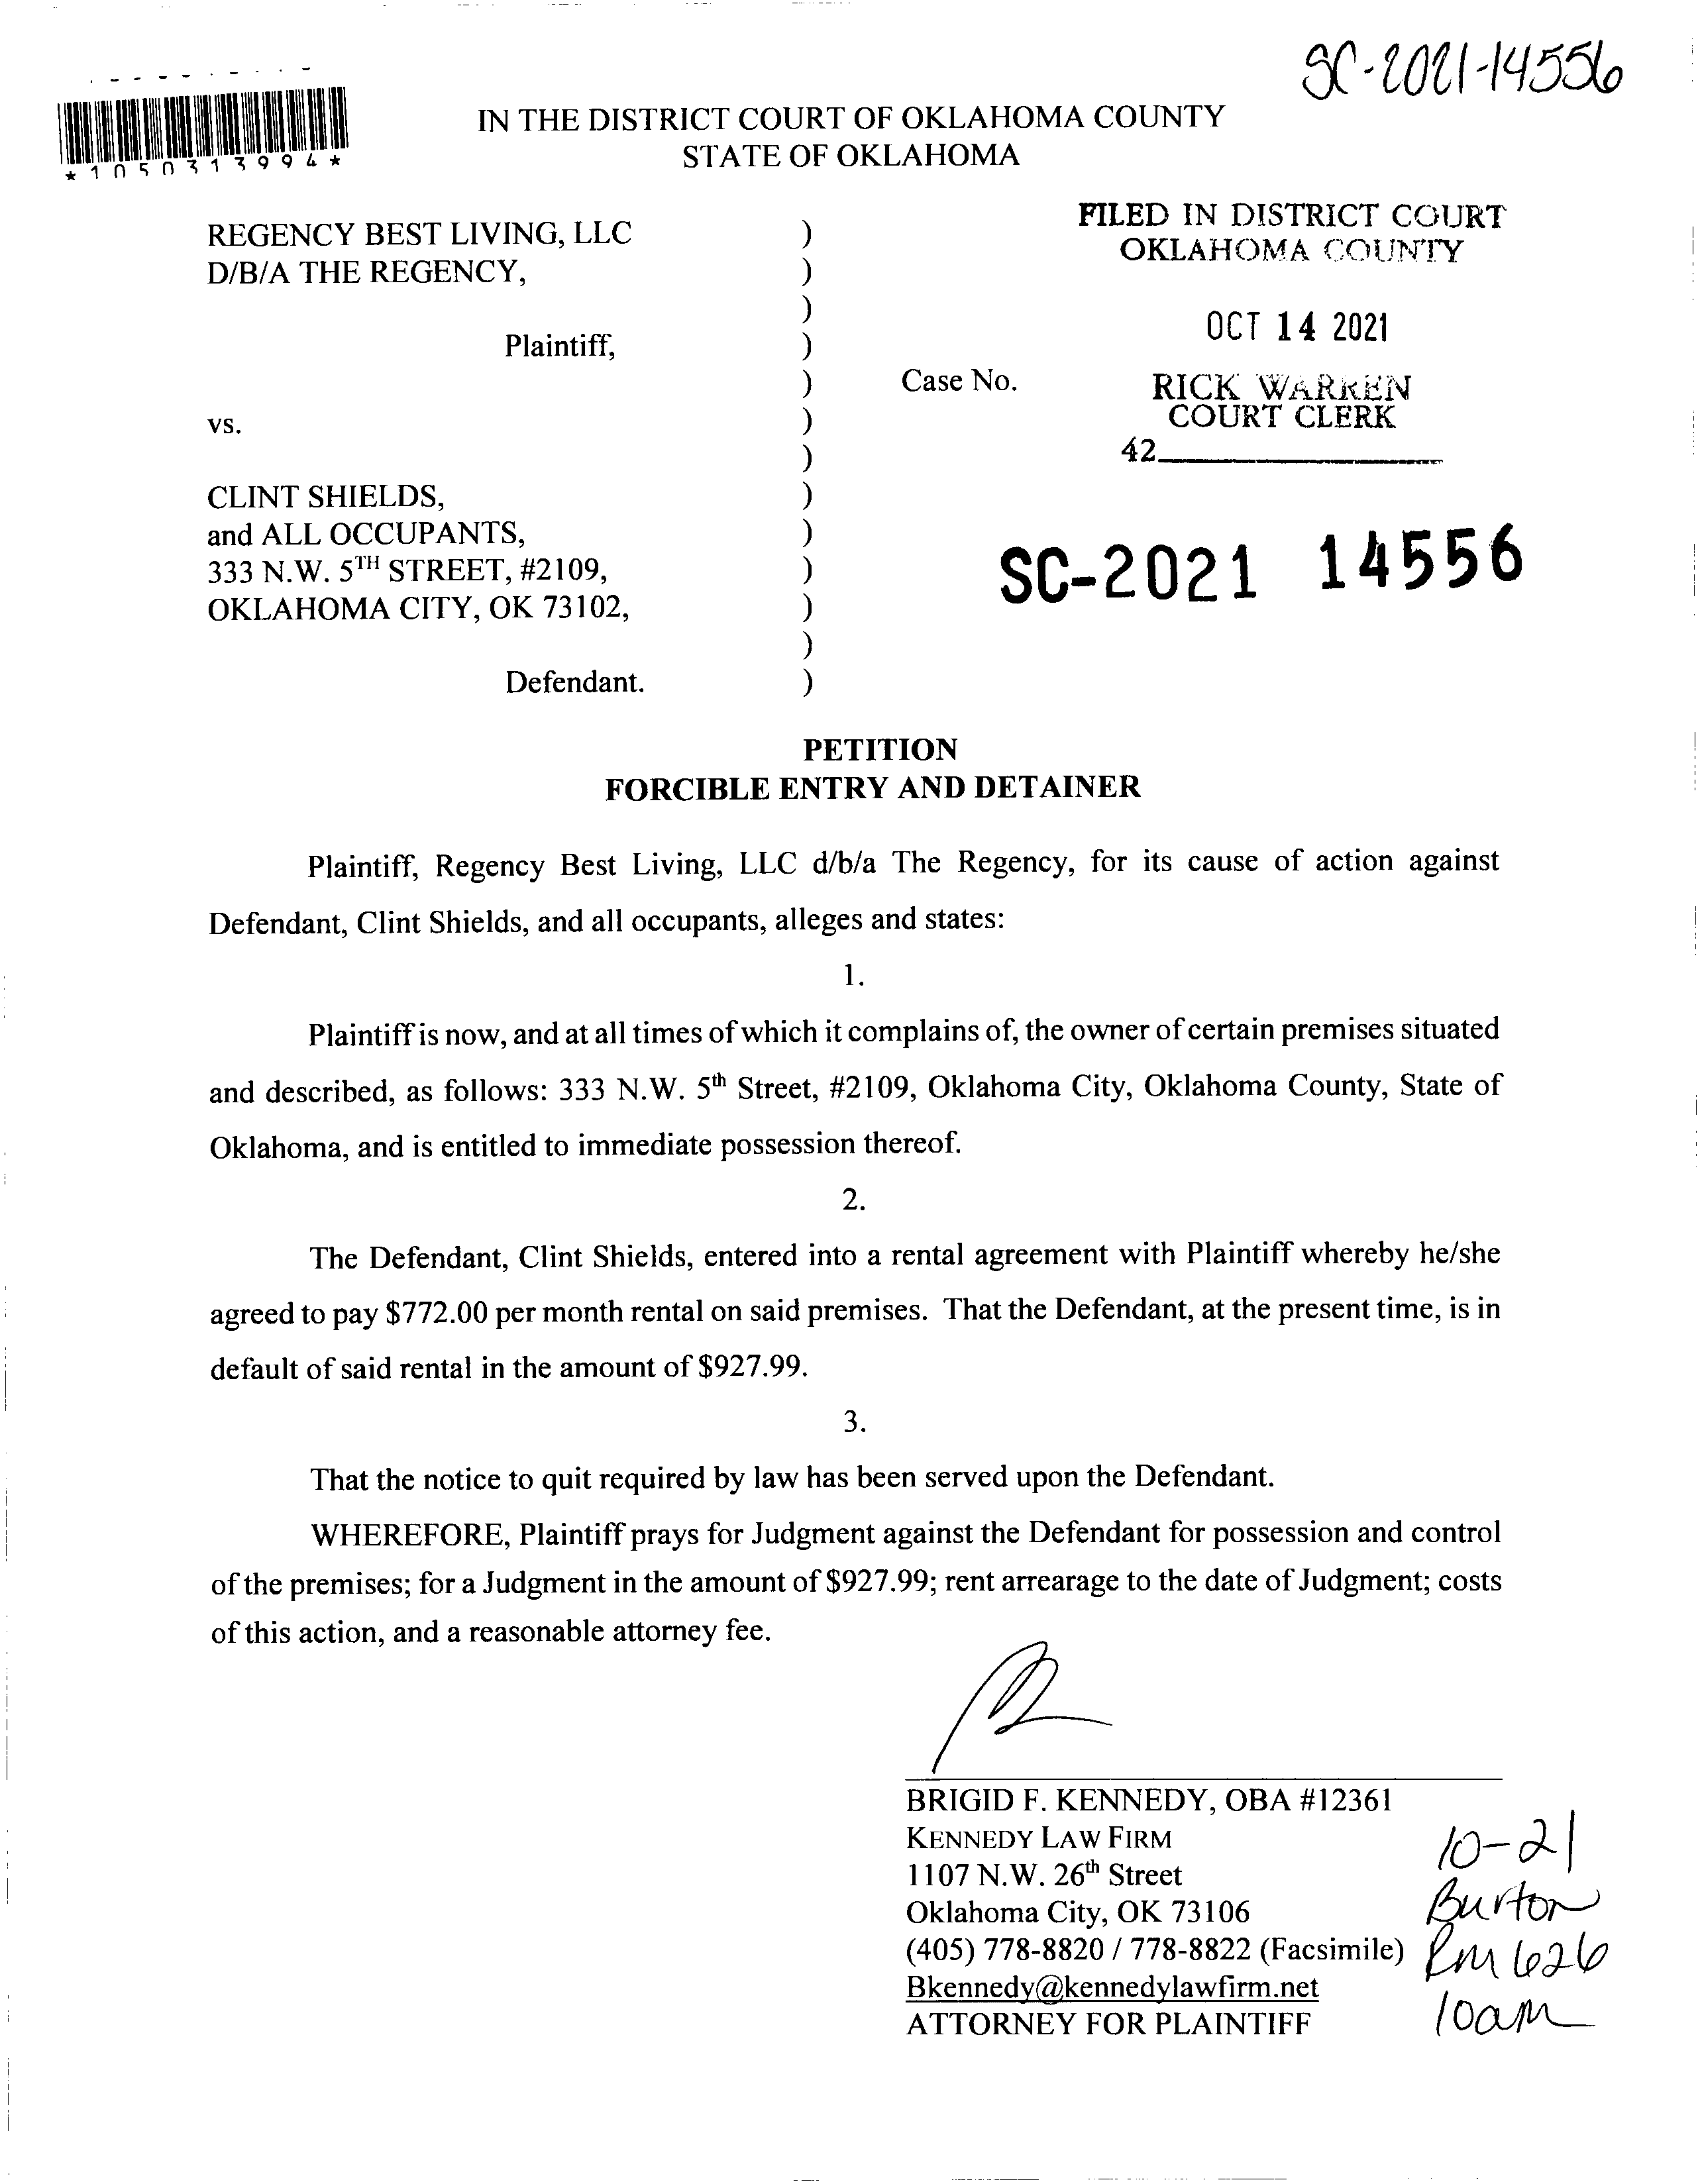 SC-2021-14556
*1050313994*
IN THE DISTRICT COURT OF OKLAHOMA COUNTY
STATE OF OKLAHOMA
REGENCY BEST LIVING, LLC )
D/B/A THE REGENCY, )
)
Plaintiff, )
)
vs. )
)
CLINT SHIELDS, )
and ALL OCCUPANTS, )
333 N.W. 5TH STREET, #2109, )
OKLAHOMA CITY, OK 73102, )
)
Defendant. )
FILED IN DISTRICT COURT
OKLAHOMA COUNTY
OCT 14 2021
Case No.
RICK WARREN
COURT CLERK
42
SC-2021 14556
PETITION
FORCIBLE ENTRY AND DETAINER
Plaintiff, Regency Best Living, LLC d/b/a The Regency, for its cause of action against
Defendant, Clint Shields, and all occupants, alleges and states:
1.
Plaintiff is now, and at all times of which it complains of, the owner of certain premises situated
and described, as follows: 333 N.W. 5th Street, #2109, Oklahoma City, Oklahoma County, State of
Oklahoma, and is entitled to immediate possession thereof.
2.
The Defendant, Clint Shields, entered into a rental agreement with Plaintiff whereby he/she
agreed to pay $772.00 per month rental on said premises. That the Defendant, at the present time, is in
default of said rental in the amount of $927.99.
3.
That the notice to quit required by law has been served upon the Defendant.
WHEREFORE, Plaintiff prays for Judgment against the Defendant for possession and control
of the premises; for a Judgment in the amount of $927.99; rent arrearage to the date of Judgment; costs
of this action, and a reasonable attorney fee.
BRIGID F. KENNEDY, OBA #12361
KENNEDY LAW FIRM
1107 N.W. 26th Street
Oklahoma City, OK 73106
(405) 778-8820 / 778-8822 (Facsimile)
Bkennedy@kennedylawfirm.net
ATTORNEY FOR PLAINTIFF
10-21
Burton
Rm 626
10am